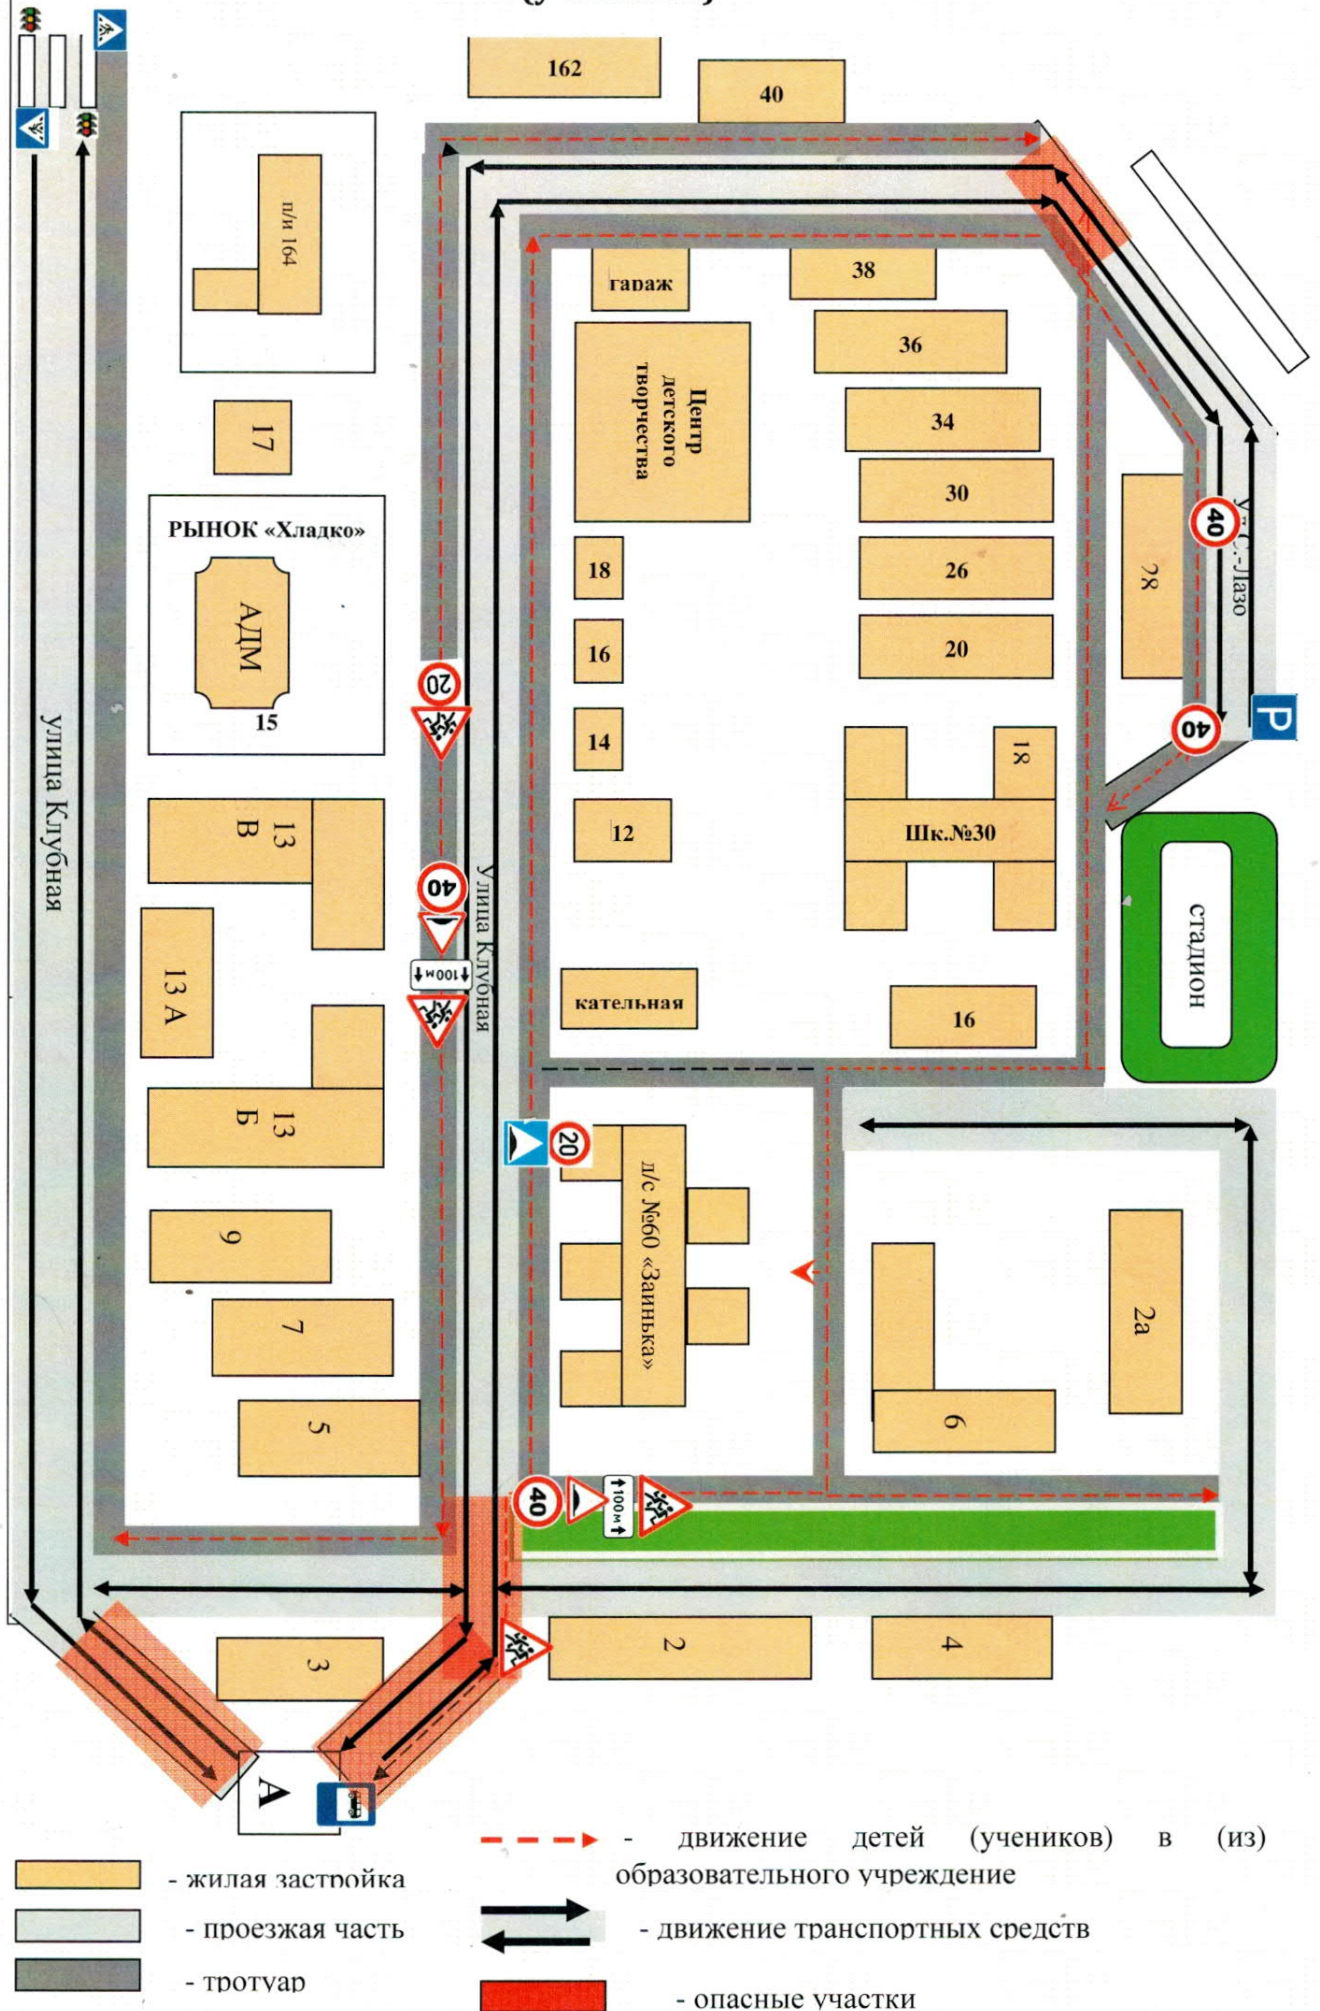 162
40
п/и 164
гараж
38
36
Центр
детского
творчества
34
17
30
40
28
РЫНОК «Хладко»
18
26
АДМ
16
20
20
15
14
18
40
P
улица Клубная
13
В
12
Шк.№30
40
Улица Клубная
стадион
13 А
100м
кательная
16
13
Б
20
д/с №60 «Заинька»
9
2а
7
5
6
40
100м
3
2
4
А
- движение детей (учеников) в (из)
образовательного учреждение
- жилая застройка
- проезжая часть
- движение транспортных средств
- тротуар
- опасные участки